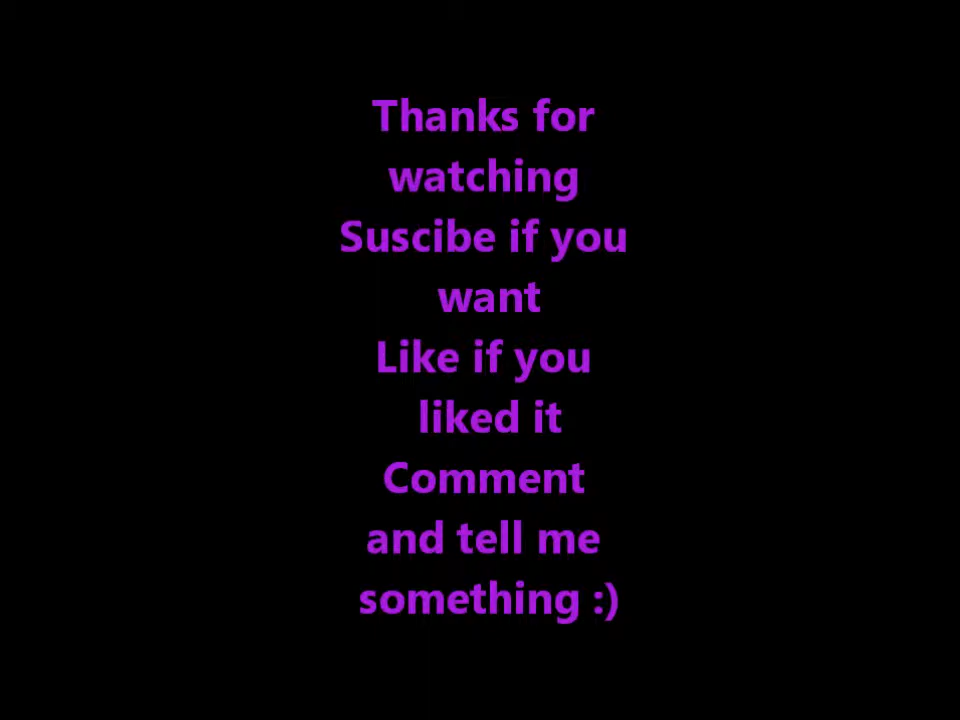 Thanks for
watching
Suscibe if you
want
Like if you
liked it
Comment
and tell me
something :)